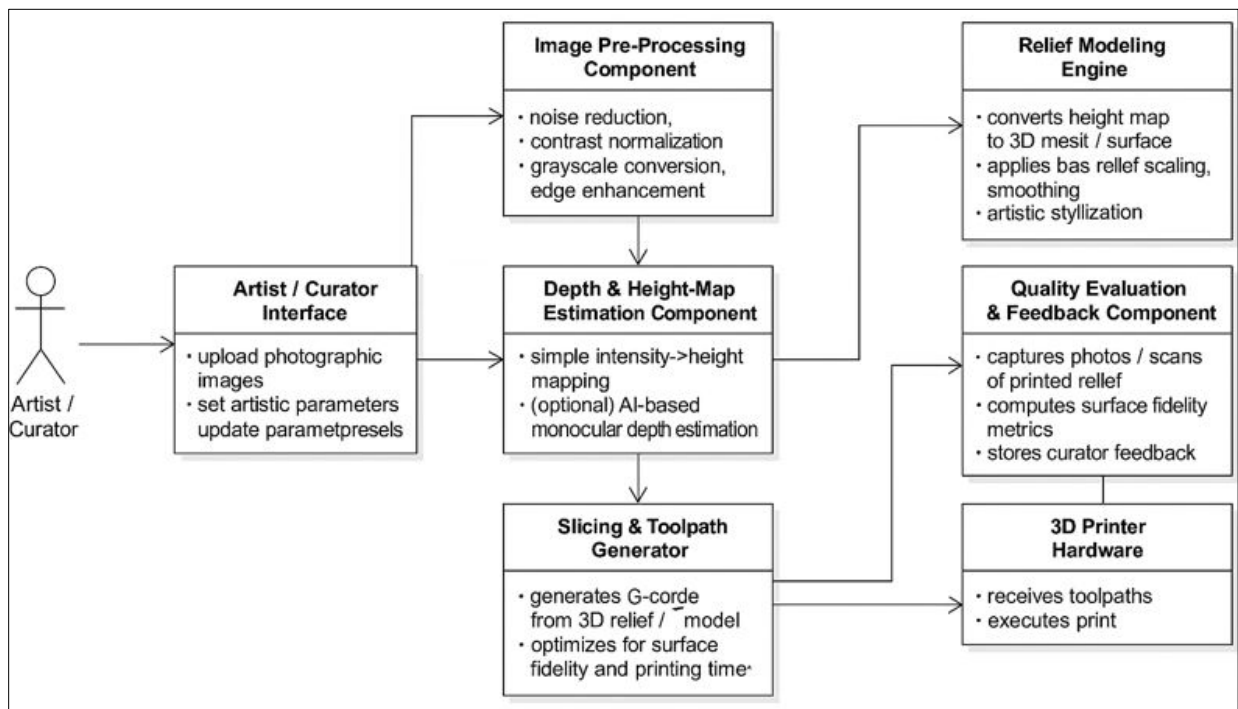 Image Pre-Processing
Component
· noise reduction,
· contrast normalization
· grayscale conversion,
edge enhancement
Relief Modeling
Engine
· converts height map
to 3D mesit / surface
· applies bas rellef scaling,
smoothing
· artistic styllization
Artist /
Curator
Artist / Curator
Interface
· upload photographic
images
· set artistic parameters
update parametpresels
Depth & Height-Map
Estimation Component
· simple intensity->height
mapping
· (optional) AI-based
monocular depth estimation
Quality Evaluation
& Feedback Component
· captures photos / scans
of printed rellef
· computes surface fidelity
metrics
· stores curator feedback
Slicing & Toolpath
Generator
· generates G-corde
from 3D relief / model
· optimizes for surface
fidelity and printing time
3D Printer
Hardware
· receives toolpaths
· executes print